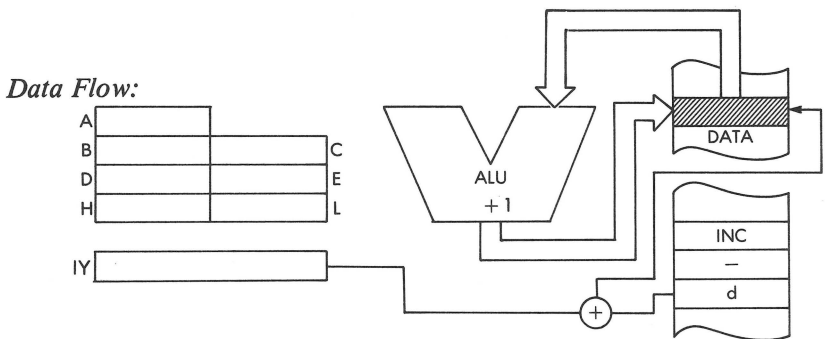 Data Flow:
A
B C
D E
H L
IY
ALU
+1
DATA
INC
–
d
+